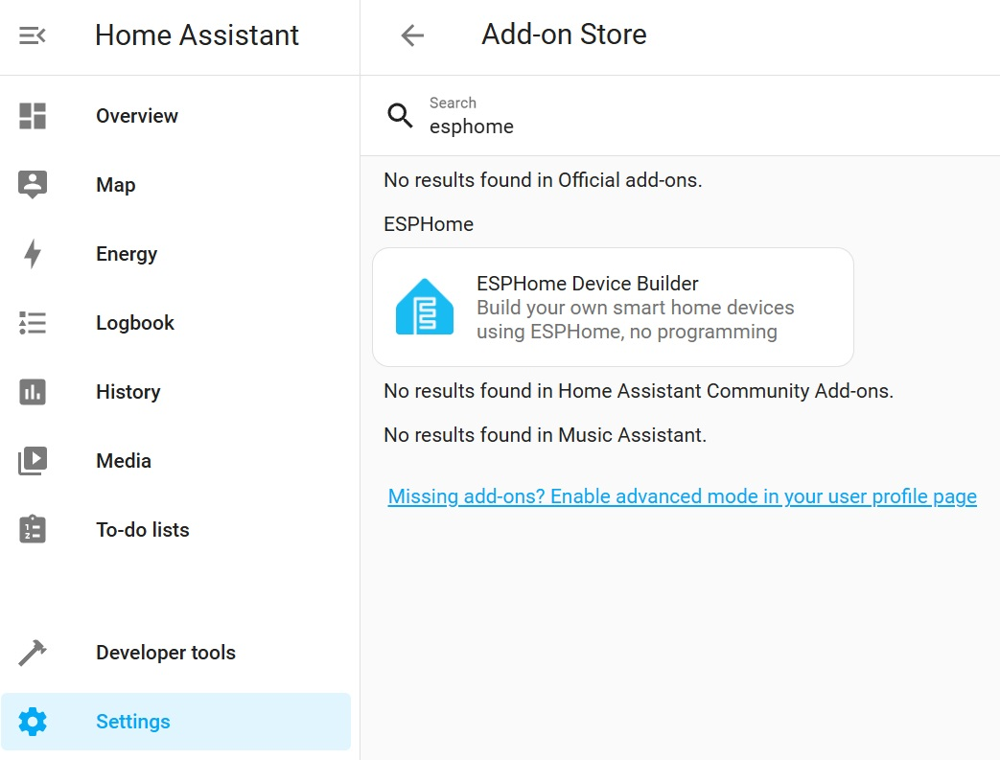 Home Assistant
Add-on Store
Overview
Map
Energy
Logbook
History
Media
To-do lists
Developer tools
Settings
Search
esphome
No results found in Official add-ons.
ESPHome
ESPHome Device Builder
Build your own smart home devices
using ESPHome, no programming
No results found in Home Assistant Community Add-ons.
No results found in Music Assistant.
Missing add-ons? Enable advanced mode in your user profile page